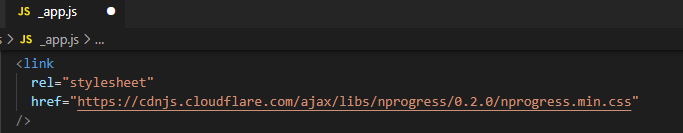 JS _app.js
s > JS _app.js > ...
<link
rel="stylesheet"
href="https://cdnjs.cloudflare.com/ajax/libs/nprogress/0.2.0/nprogress.min.css"
/>